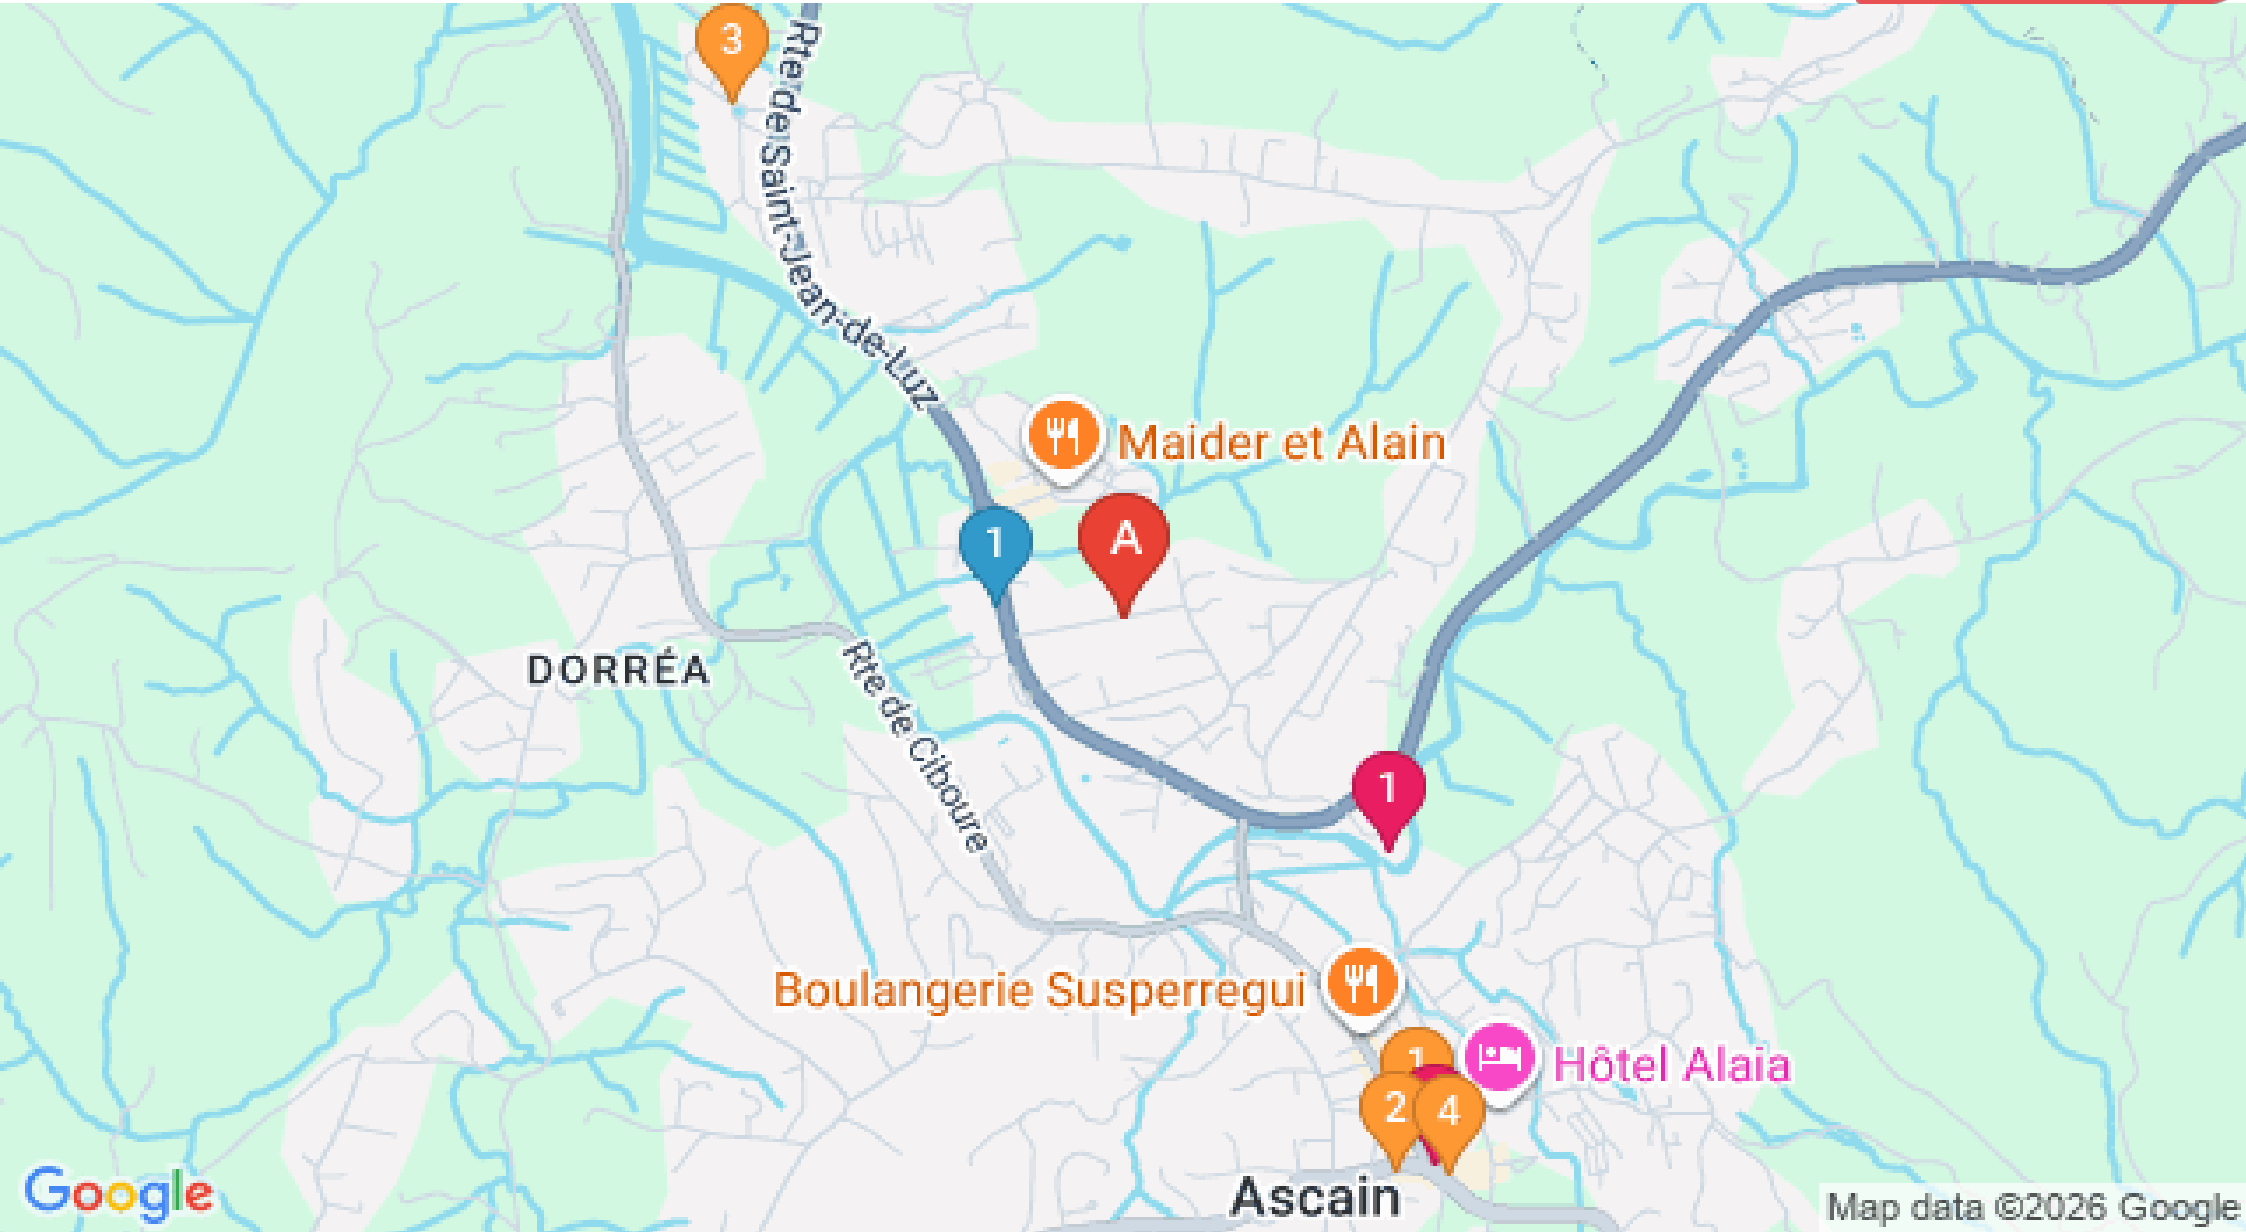 3
Rte de Saint-Jean-de-Luz
Maider et Alain
1
A
DORRÉA
Rte de Ciboure
1
Boulangerie Susperregui
1
Hôtel Alaia
2
4
Ascain
Google
Map data ©2026 Google